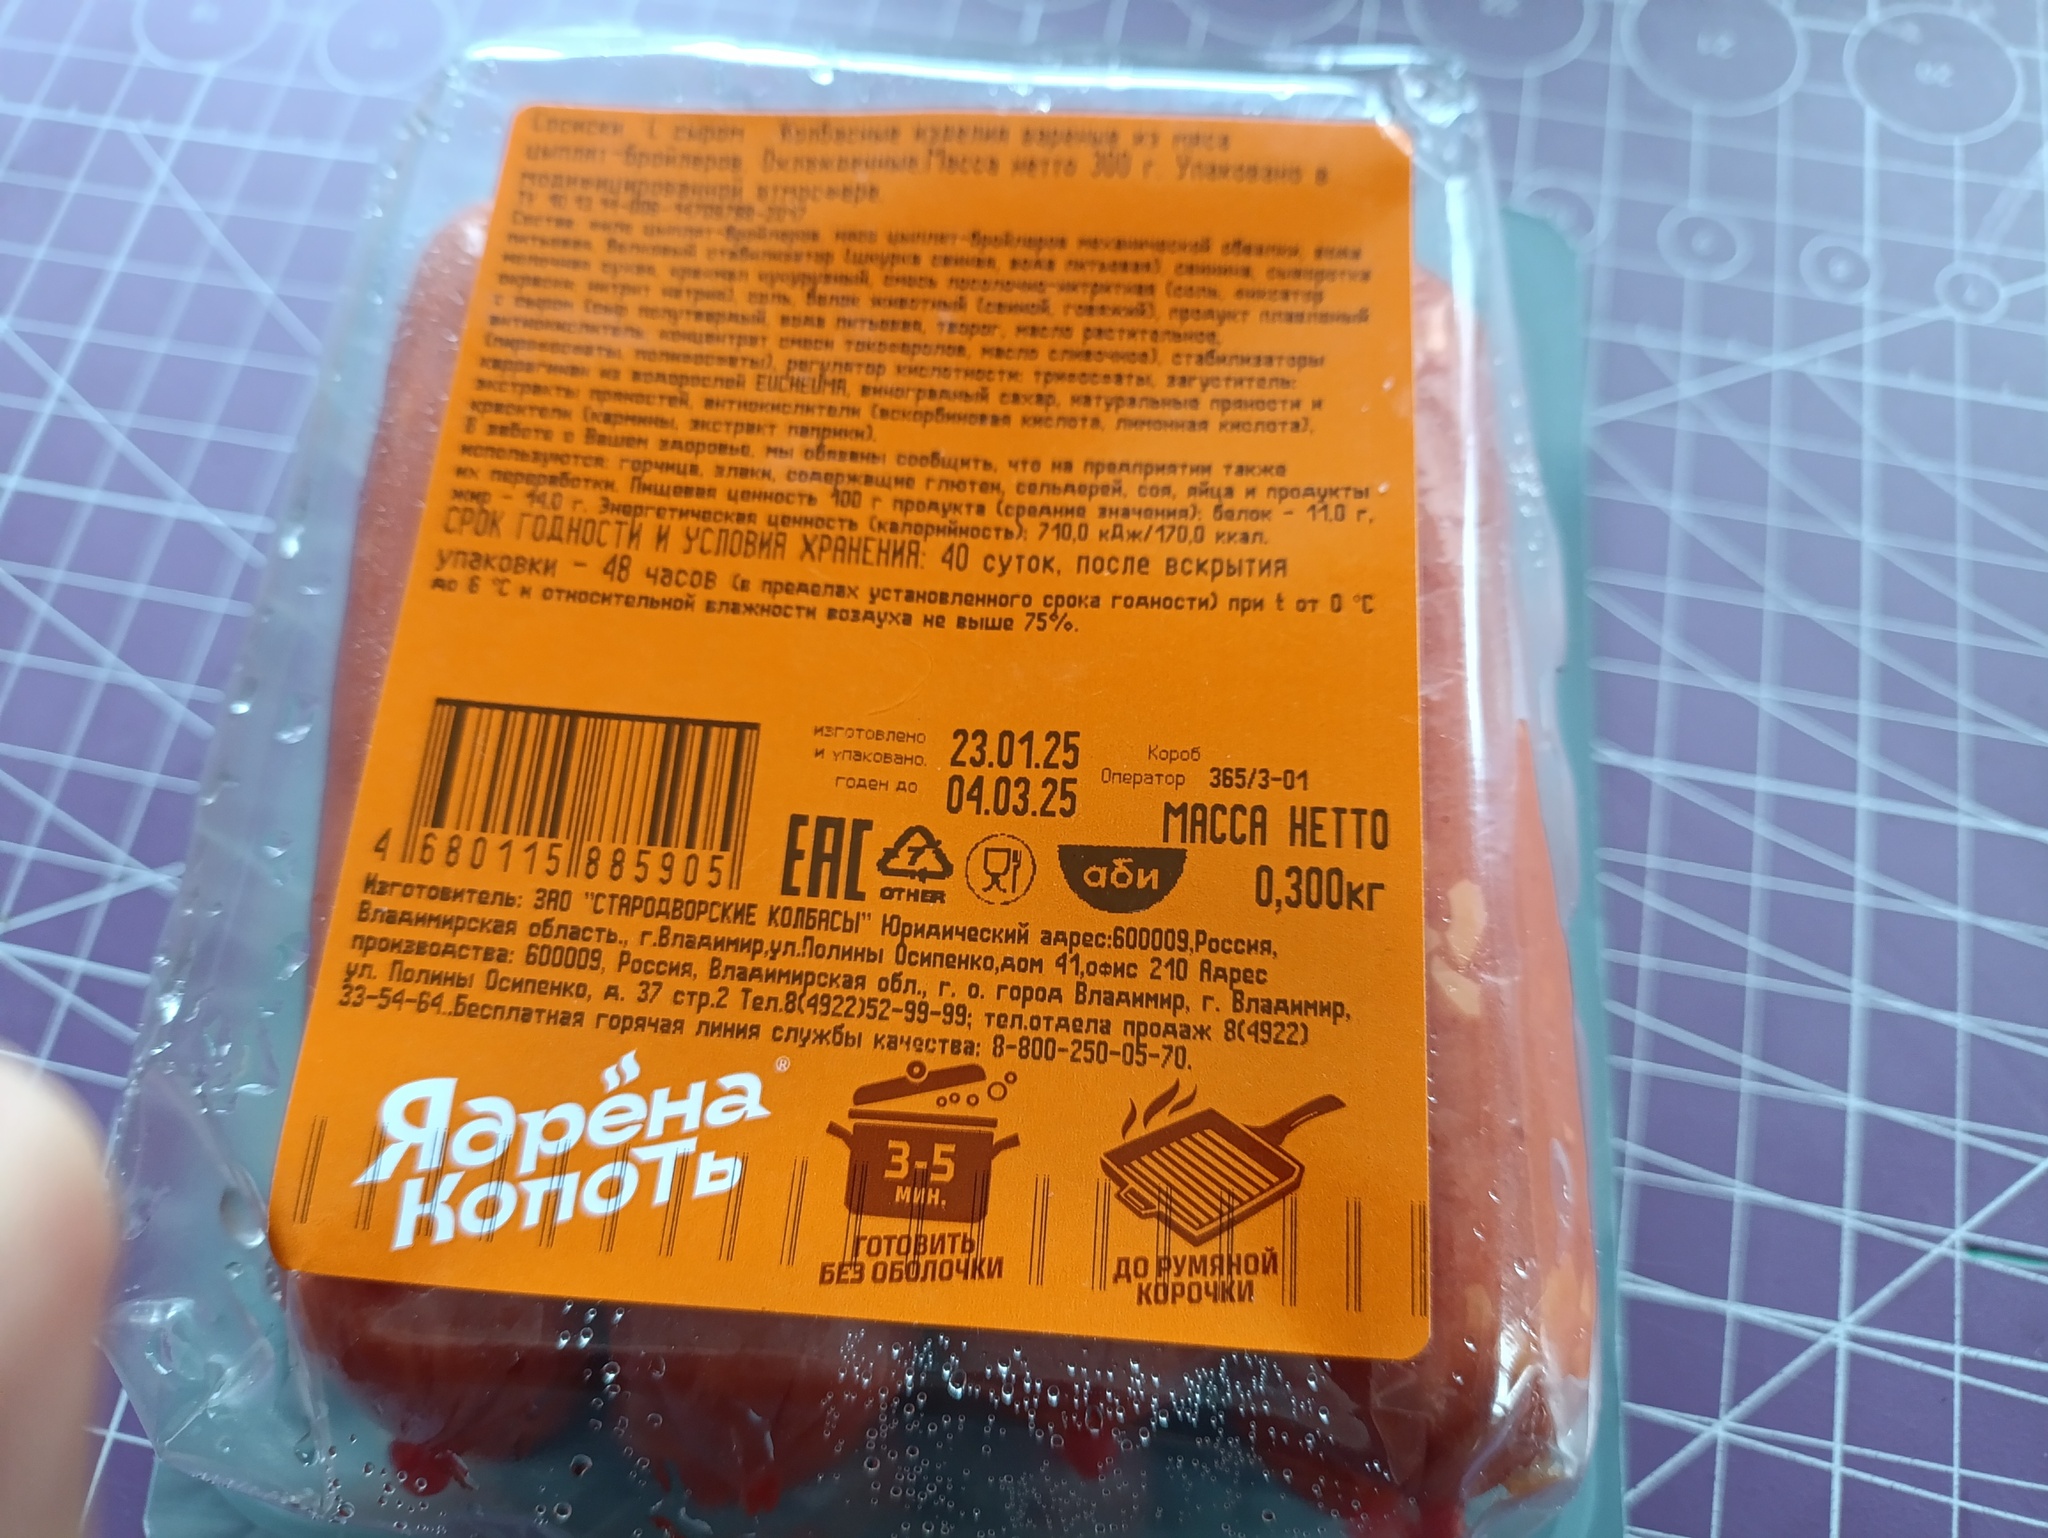 Сосиски С сыром Колбасные изделия вареные из мяса
цыплят-бройлеров. Охлажденные.Масса нетто 300 г. Упаковано в
модифицированной атмосфере.
Состав: филе цыплят-бройлеров, мясо цыплят-бройлеров механической обвалки, вода
питьевая, белковый стабилизатор (шкурка свиная, вода питьевая), свинина, сыворотка
молочная сухая, крахмал кукурузный, смесь посолочно-нитритная (соль, фиксатор
окраски нитрит натрия), соль, белок животный (свиной, говяжий), продукт плавленый
с сыром (сыр полутвердый, вода питьевая, творог, масло растительное,
антиокислитель, концентрат смеси токоферолов, масло сливочное), стабилизаторы
(пирофосфаты, полифосфаты), регулятор кислотности: трифосфаты, загуститель:
каррагинан из водорослей EUCHEUMA, виноградный сахар, натуральные пряности и
экстракты пряностей, антиокислители (аскорбиновая кислота, лимонная кислота),
красители (кармины, экстракт паприки).
В заботе о Вашем здоровье, мы обязаны сообщить, что на предприятии также
используются: горчица, злаки, содержащие глютен, сельдерей, соя, яйца и продукты
их переработки. Пищевая ценность 100 г продукта (средние значения): белок - 11.0 г,
жир - 14.0 г. Энергетическая ценность (калорийность): 710,0 кДж/170,0 ккал.
СРОК ГОДНОСТИ И УСЛОВИЯ ХРАНЕНИЯ: 40 суток, после вскрытия
упаковки - 48 часов (в пределах установленного срока годности) при t от 0 °C
до 6 °C и относительной влажности воздуха не выше 75%.
изготовлено
и упаковано. 23.01.25
годен до 04.03.25
Короб
Оператор 365/3-01
МАССА НЕТТО
0,300кг
4 680115 885905
EAC
7
OTHER
аби
Изготовитель: ЗАО "СТАРОДВОРСКИЕ КОЛБАСЫ" Юридический адрес:600009,Россия,
Владимирская область., г.Владимир,ул.Полины Осипенко,дом 41,офис 210 Адрес
производства: 600009, Россия, Владимирская обл., г. о. город Владимир, г. Владимир,
ул. Полины Осипенко, д. 37 стр.2 Тел.8(4922)52-99-99; тел.отдела продаж 8(4922)
33-54-64..Бесплатная горячая линия службы качества: 8-800-250-05-70.
Ядрёна ®
Копоть
3-5
мин.
ГОТОВИТЬ
БЕЗ ОБОЛОЧКИ
ДО РУМЯНОЙ
КОРОЧКИ